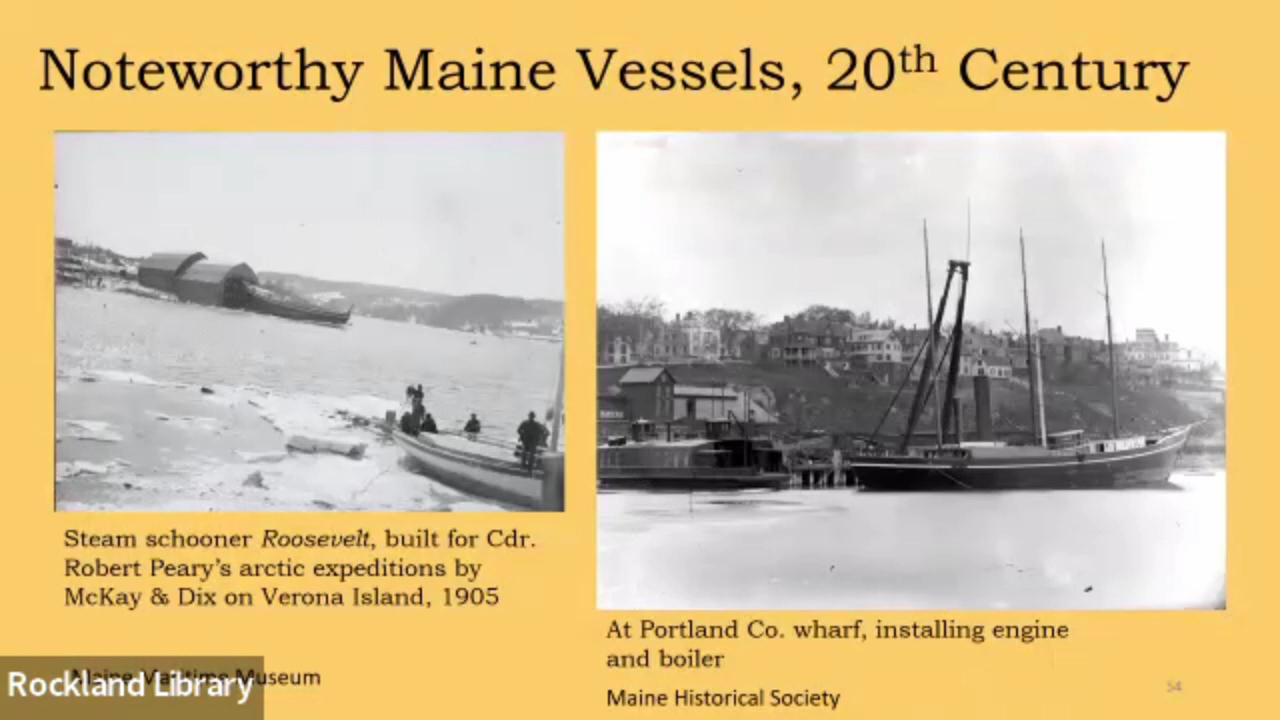 Noteworthy Maine Vessels, 20th Century
Steam schooner Roosevelt, built for Cdr.
Robert Peary's arctic expeditions by
McKay & Dix on Verona Island, 1905
Maine Maritime Museum
Rockland Library
At Portland Co. wharf, installing engine
and boiler
Maine Historical Society
54